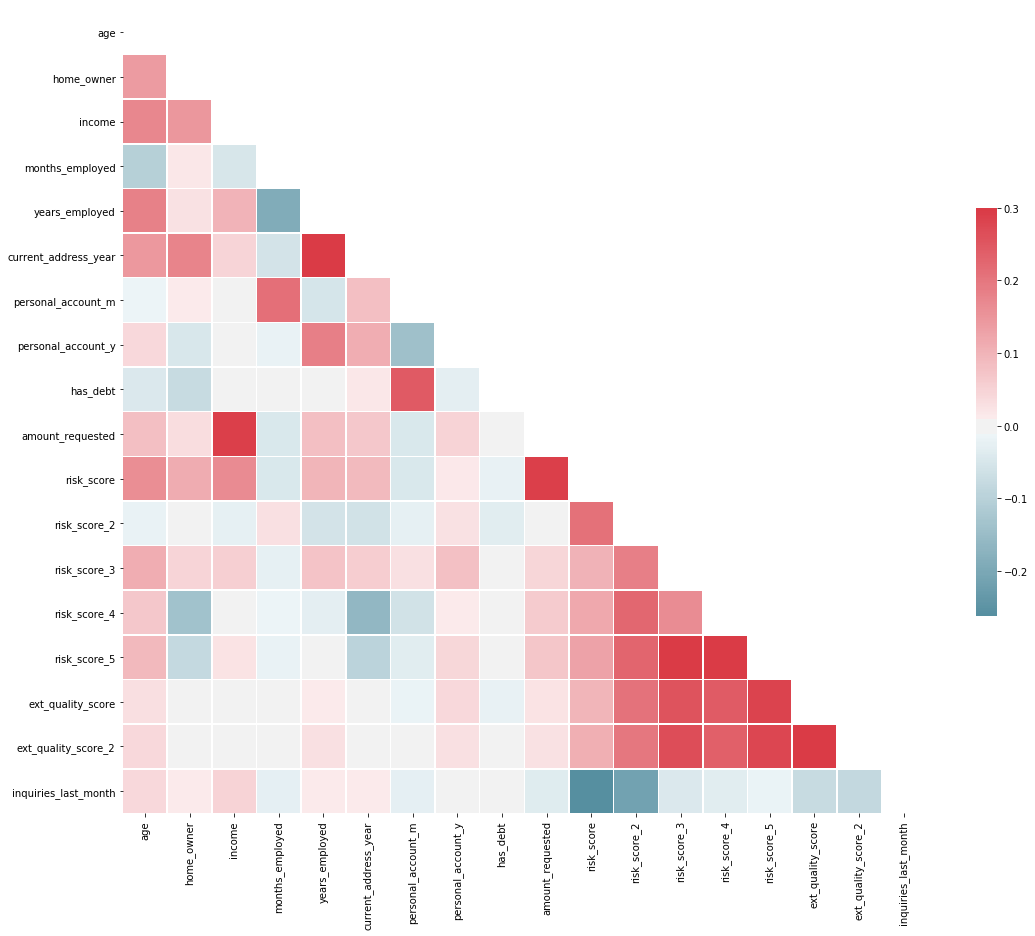 age
home_owner
income
months_employed
years_employed
current_address_year
personal_account_m
personal_account_y
has_debt
amount_requested
risk_score
risk_score_2
risk_score_3
risk_score_4
risk_score_5
ext_quality_score
ext_quality_score_2
inquiries_last_month
age
home_owner
income
months_employed
years_employed
current_address_year
personal_account_m
personal_account_y
has_debt
amount_requested
risk_score
risk_score_2
risk_score_3
risk_score_4
risk_score_5
ext_quality_score
ext_quality_score_2
inquiries_last_month
0.3
0.2
0.1
0.0
−0.1
−0.2